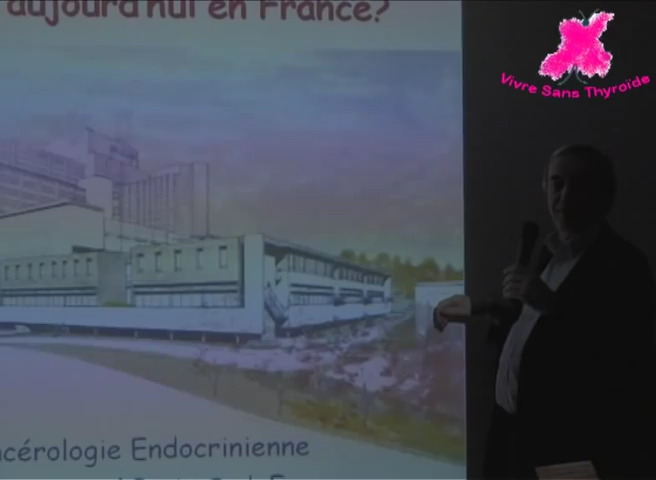 aujourd'hui en France?
Vivre Sans Thyroïde
ncérologie Endocrinienne